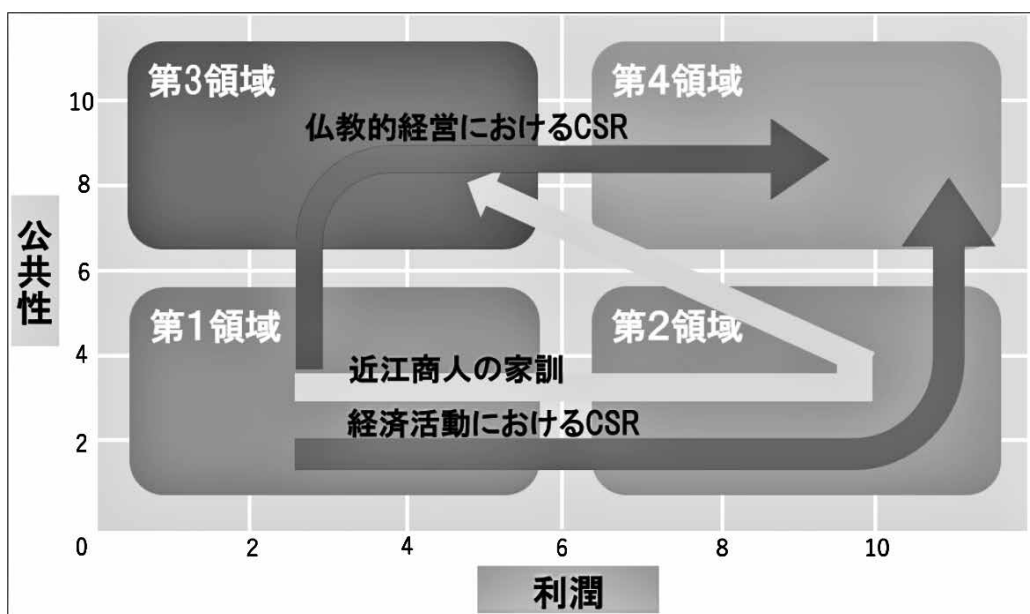 第3領域
第4領域
仏教的経営におけるCSR
第1領域
第2領域
近江商人の家訓
経済活動におけるCSR
公共性
10
8
6
4
2
0
2
4
6
8
10
利潤